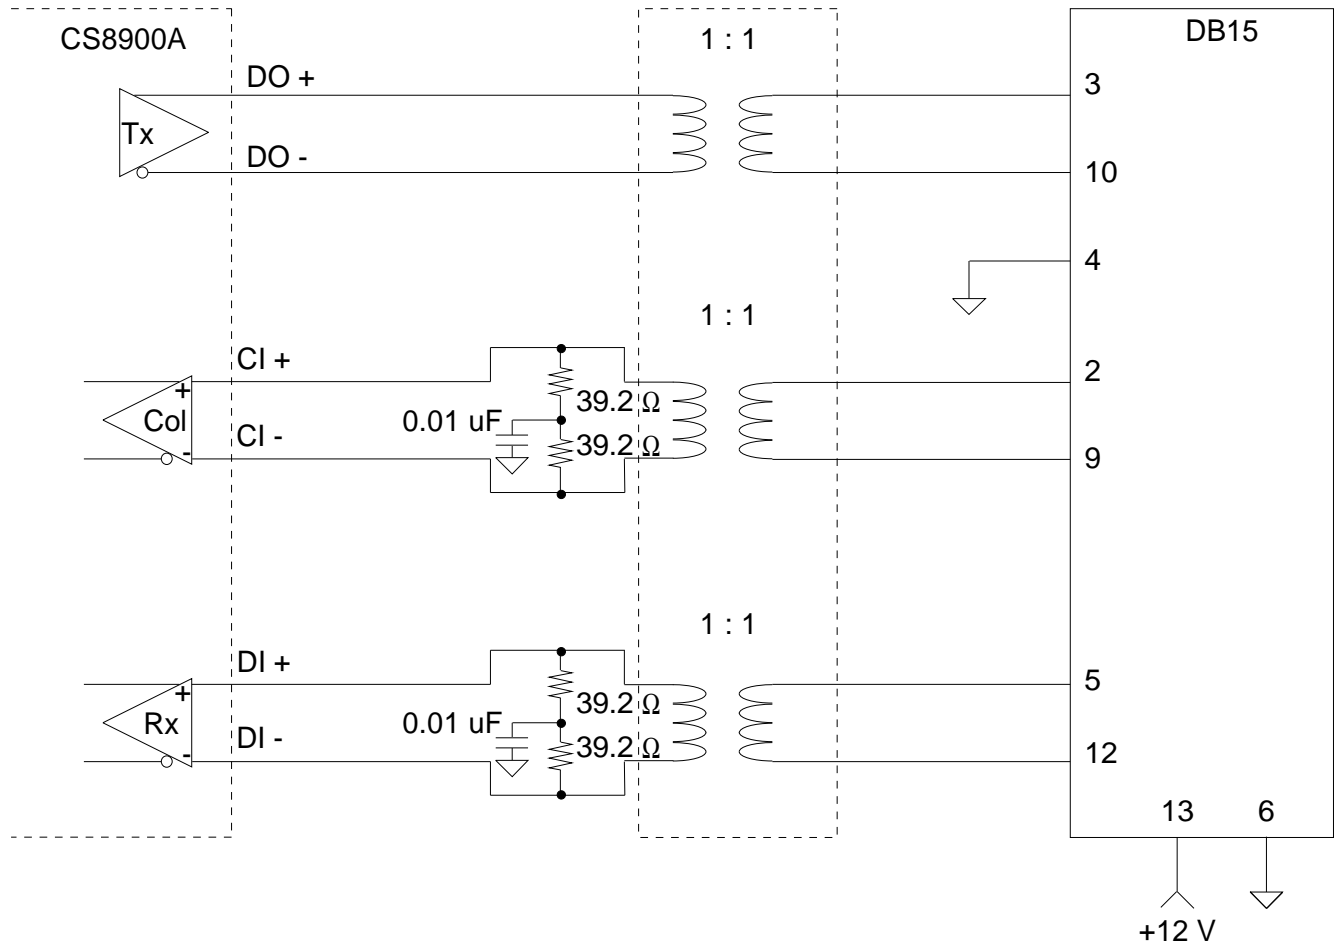 CS8900A
1 : 1
DB15
DO +
3
Tx
DO -
10
4
1 : 1
CI +
2
+
39.2 Ω
Col
0.01 uF
CI -
39.2 Ω
-
9
1 : 1
DI +
5
+
39.2 Ω
Rx
0.01 uF
DI -
39.2 Ω
-
12
13
6
+12 V